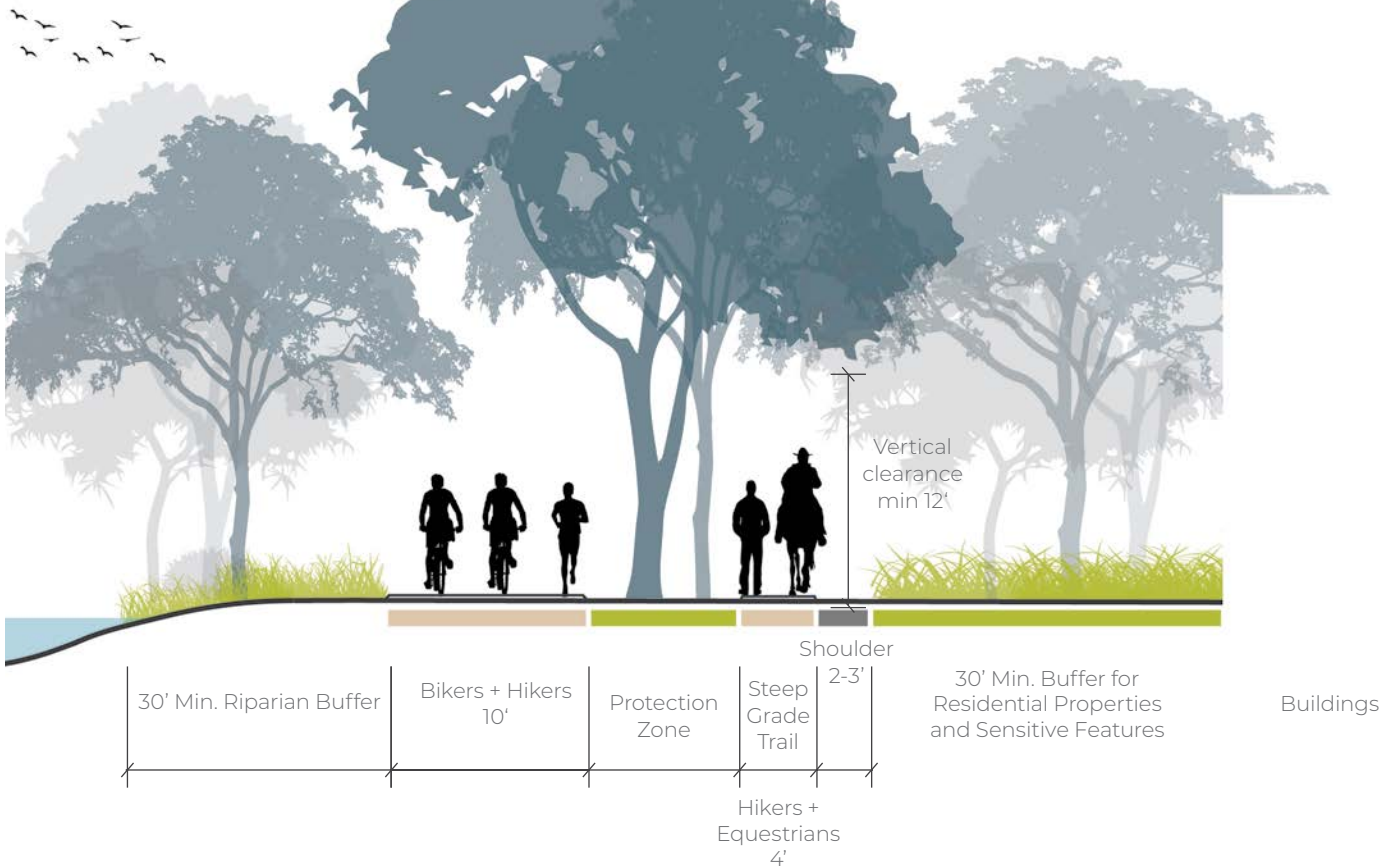 Vertical
clearance
min 12‘
30’ Min. Riparian Buffer
Bikers + Hikers
10‘
Protection
Zone
Steep
Grade
Trail
Shoulder
2-3’
30’ Min. Buffer for
Residential Properties
and Sensitive Features
Buildings
Hikers +
Equestrians
4’